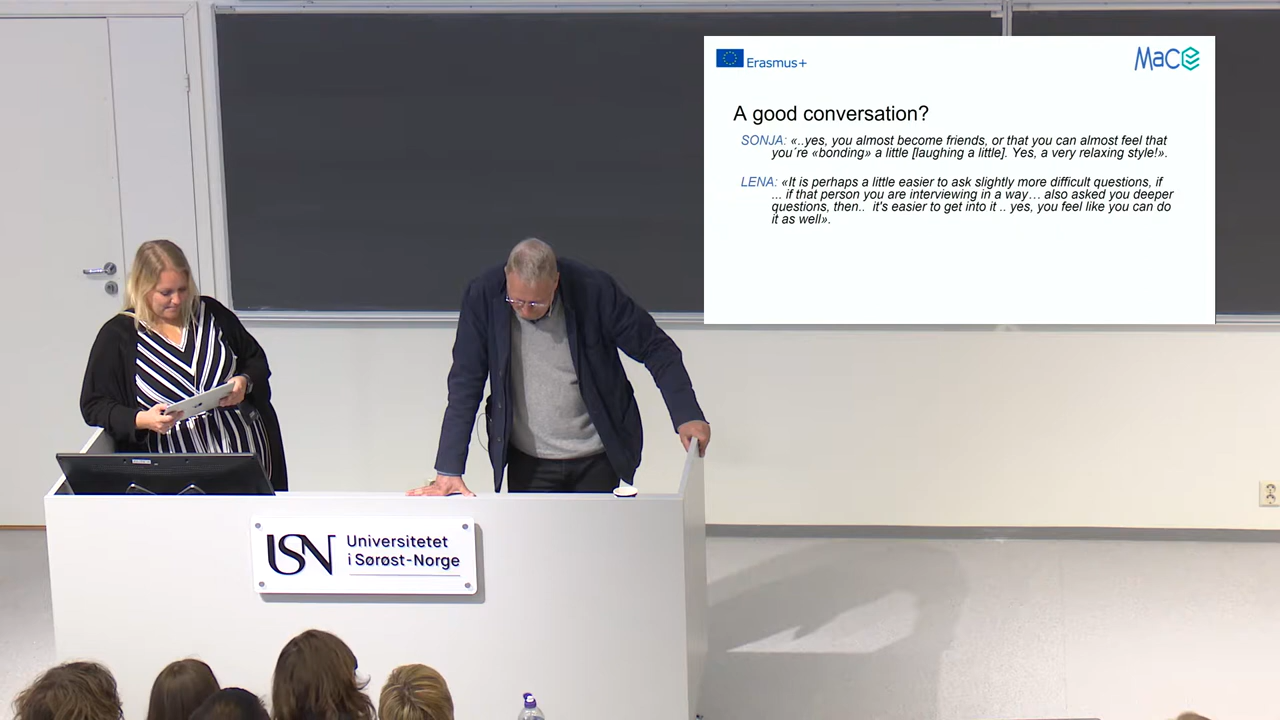 Erasmus+
MaCE
A good conversation?
SONJA: «..yes, you almost become friends, or that you can almost feel that
you´re «bonding» a little [laughing a little]. Yes, a very relaxing style!».
LENA: «It is perhaps a little easier to ask slightly more difficult questions, if
... if that person you are interviewing in a way… also asked you deeper
questions, then.. it's easier to get into it .. yes, you feel like you can do
it as well».
USN
Universitetet
i Sørøst-Norge